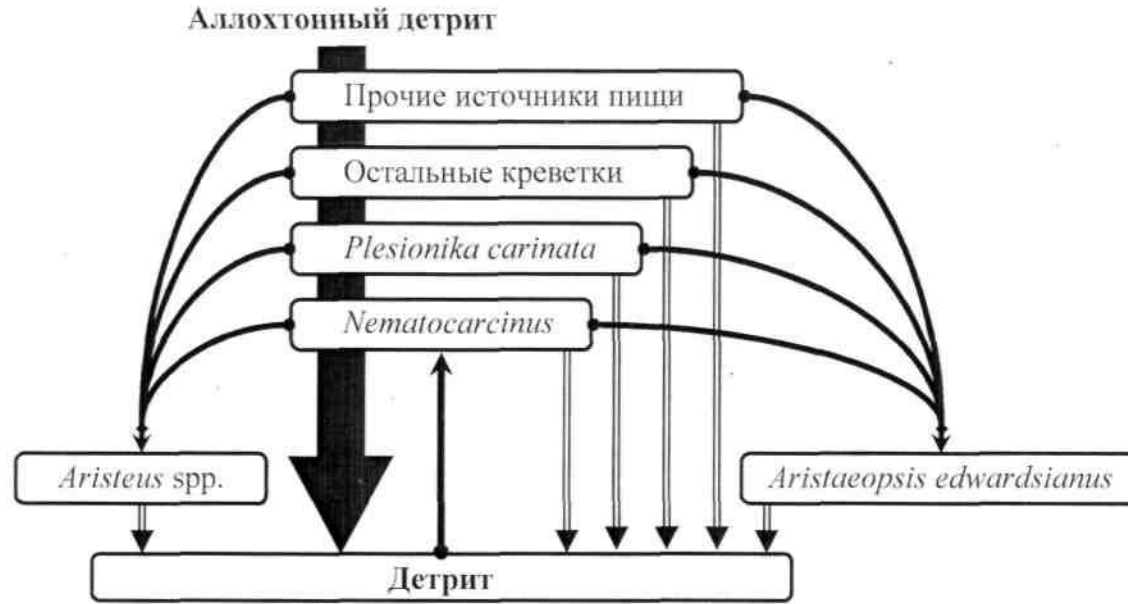 Аллохтонный детрит
Прочие источники пищи
Остальные креветки
Plesionika carinata
Nematocarcinus
Aristeus spp.
Aristaeopsis edwardsianus
Детрит